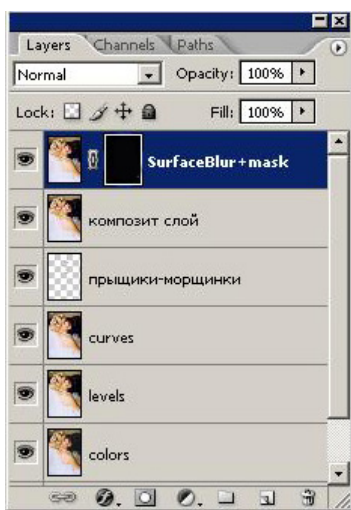 Layers Channels Paths
Normal Opacity: 100%
Lock: Fill: 100%
SurfaceBlur+mask
композит слой
прыщики-морщинки
curves
levels
colors